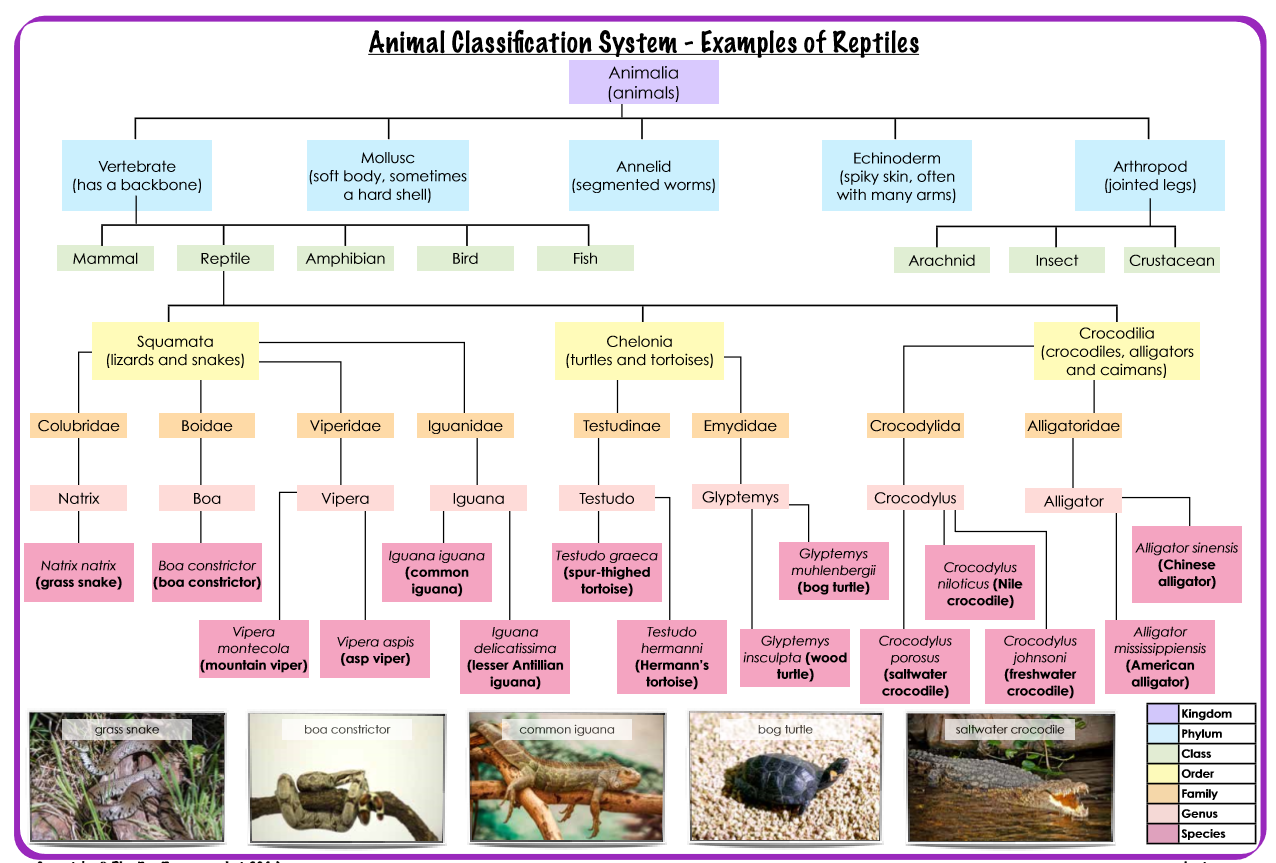 Animal Classification System - Examples of Reptiles
Animalia
(animals)
Vertebrate
(has a backbone)
Mollusc
(soft body, sometimes
a hard shell)
Annelid
(segmented worms)
Echinoderm
(spiky skin, often
with many arms)
Arthropod
(jointed legs)
Mammal
Reptile
Amphibian
Bird
Fish
Arachnid
Insect
Crustacean
Squamata
(lizards and snakes)
Chelonia
(turtles and tortoises)
Crocodilia
(crocodiles, alligators
and caimans)
Colubridae
Boidae
Viperidae
Iguanidae
Testudinae
Emydidae
Crocodylida
Alligatoridae
Natrix
Boa
Vipera
Iguana
Testudo
Glyptemys
Crocodylus
Alligator
Natrix natrix
(grass snake)
Boa constrictor
(boa constrictor)
Iguana iguana
(common
iguana)
Testudo graeca
(spur-thighed
tortoise)
Glyptemys
muhlenbergii
(bog turtle)
Crocodylus
niloticus (Nile
crocodile)
Alligator sinensis
(Chinese
alligator)
Vipera
montecola
(mountain viper)
Vipera aspis
(asp viper)
Iguana
delicatissima
(lesser Antillian
iguana)
Testudo
hermanni
(Hermann's
tortoise)
Glyptemys
insculpta (wood
turtle)
Crocodylus
porosus
(saltwater
crocodile)
Crocodylus
johnsoni
(freshwater
crocodile)
Alligator
mississippiensis
(American
alligator)
grass snake
boa constrictor
common iguana
bog turtle
saltwater crocodile
Kingdom
Phylum
Class
Order
Family
Genus
Species